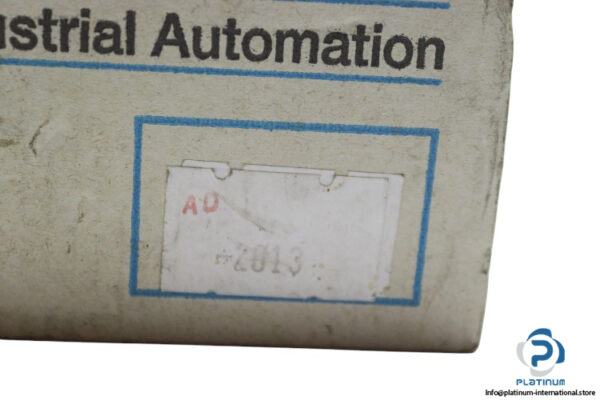 ustrial Automation
AD
2013
PLATINUM
Info@platinum-international.store